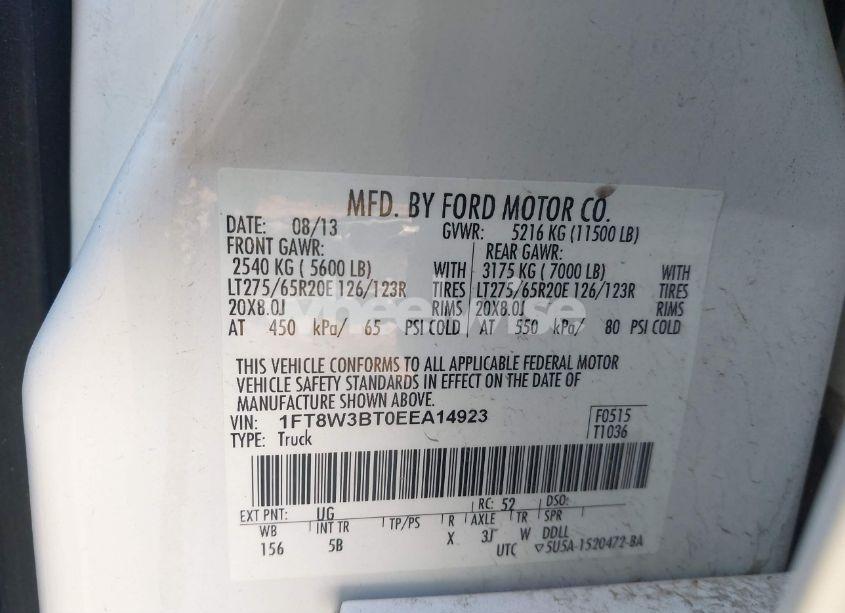 MFD. BY FORD MOTOR CO.
DATE: 08/13 GVWR: 5216 KG (11500 LB)
FRONT GAWR: REAR GAWR:
2540 KG ( 5600 LB) WITH 3175 KG ( 7000 LB) WITH
LT275/65R20E 126/123R TIRES LT275/65R20E 126/123R TIRES
20X8.0J RIMS 20X8.0J RIMS
AT 450 kPa/ 65 PSI COLD AT 550 kPa/ 80 PSI COLD
wheelwise
THIS VEHICLE CONFORMS TO ALL APPLICABLE FEDERAL MOTOR
VEHICLE SAFETY STANDARDS IN EFFECT ON THE DATE OF
MANUFACTURE SHOWN ABOVE.
VIN: 1FT8W3BT0EEA14923 F0515
TYPE: Truck T1036
EXT PNT: UG RC: 52 DSO:
WB INT TR TP/PS R AXLE TR SPR
156 5B X 3J W DDLL
UTC ▽5U5A-1520472-BA